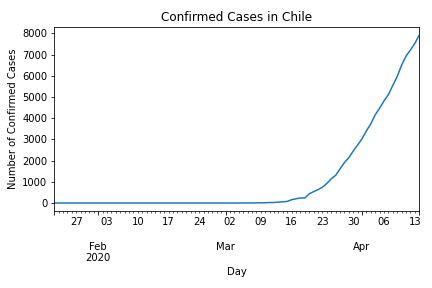 Confirmed Cases in Chile
Number of Confirmed Cases
8000
7000
6000
5000
4000
3000
2000
1000
0
27 03 10 17 24 02 09 16 23 30 06 13
Feb Mar Apr
2020
Day